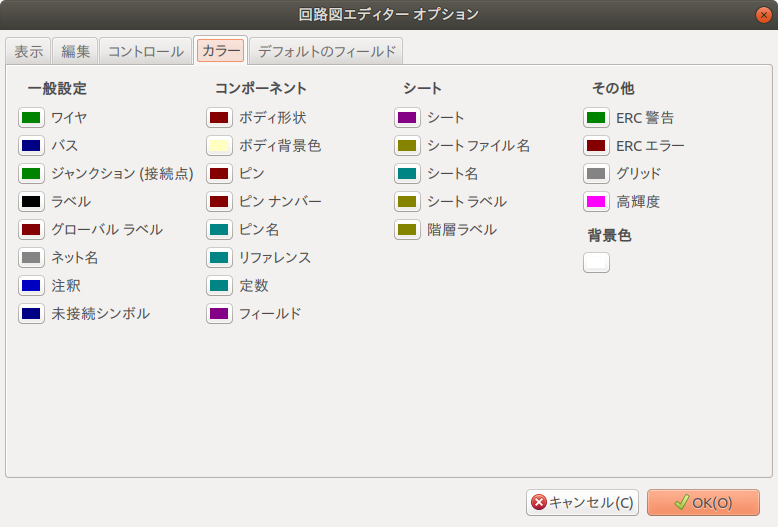 回路図エディター オプション
表示 編集 コントロール カラー デフォルトのフィールド
一般設定
ワイヤ
バス
ジャンクション (接続点)
ラベル
グローバル ラベル
ネット名
注釈
未接続シンボル
コンポーネント
ボディ形状
ボディ背景色
ピン
ピン ナンバー
ピン名
リファレンス
定数
フィールド
シート
シート
シート ファイル名
シート名
シート ラベル
階層ラベル
その他
ERC 警告
ERC エラー
グリッド
高輝度
背景色
キャンセル(C) OK(O)